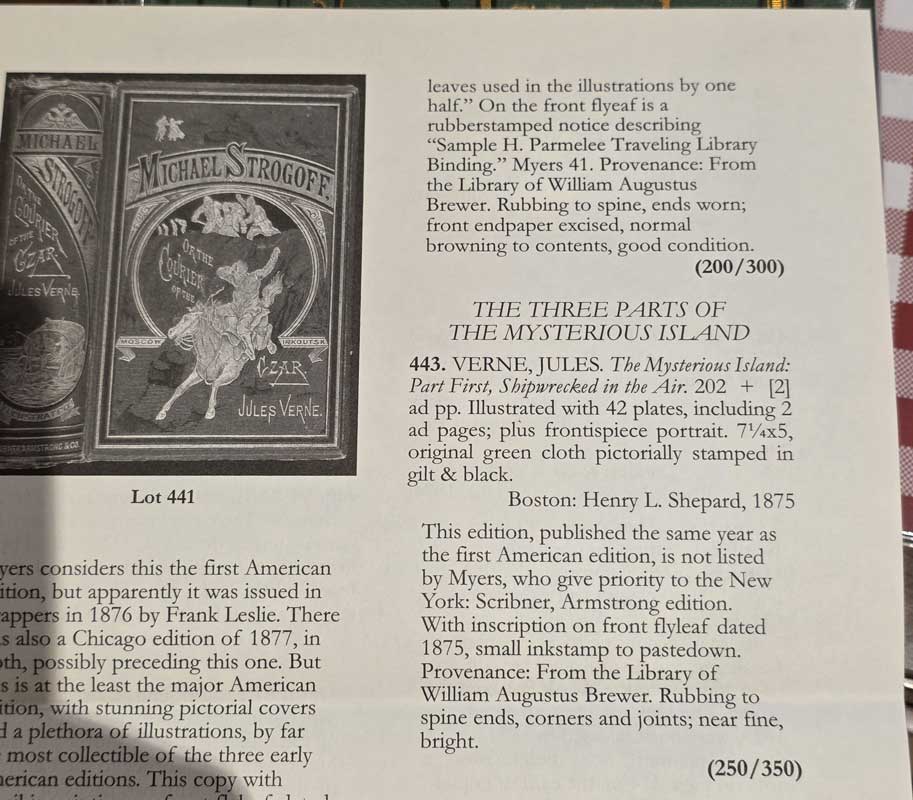 MICHAEL
STROGOFF
OR THE
COURIER
OF THE
CZAR
JULES VERNE.
ILLUSTRATED
ARMSTRONG & CO.
MICHAEL STROGOFF,
OR THE
COURIER
OF THE
MOSCOW
IRKOUTSK
CZAR.
JULES VERNE.
Lot 441
yers considers this the first American
ition, but apparently it was issued in
appers in 1876 by Frank Leslie. There
s also a Chicago edition of 1877, in
oth, possibly preceding this one. But
s is at the least the major American
ition, with stunning pictorial covers
d a plethora of illustrations, by far
most collectible of the three early
nerican editions. This copy with
leaves used in the illustrations by one
half.” On the front flyeaf is a
rubberstamped notice describing
“Sample H. Parmelee Traveling Library
Binding.” Myers 41. Provenance: From
the Library of William Augustus
Brewer. Rubbing to spine, ends worn;
front endpaper excised, normal
browning to contents, good condition.
(200/300)
THE THREE PARTS OF
THE MYSTERIOUS ISLAND
443. VERNE, JULES. The Mysterious Island:
Part First, Shipwrecked in the Air. 202 + [2]
ad pp. Illustrated with 42 plates, including 2
ad pages; plus frontispiece portrait. 7¼x5,
original green cloth pictorially stamped in
gilt & black.
Boston: Henry L. Shepard, 1875
This edition, published the same year as
the first American edition, is not listed
by Myers, who give priority to the New
York: Scribner, Armstrong edition.
With inscription on front flyleaf dated
1875, small inkstamp to pastedown.
Provenance: From the Library of
William Augustus Brewer. Rubbing to
spine ends, corners and joints; near fine,
bright.
(250/350)